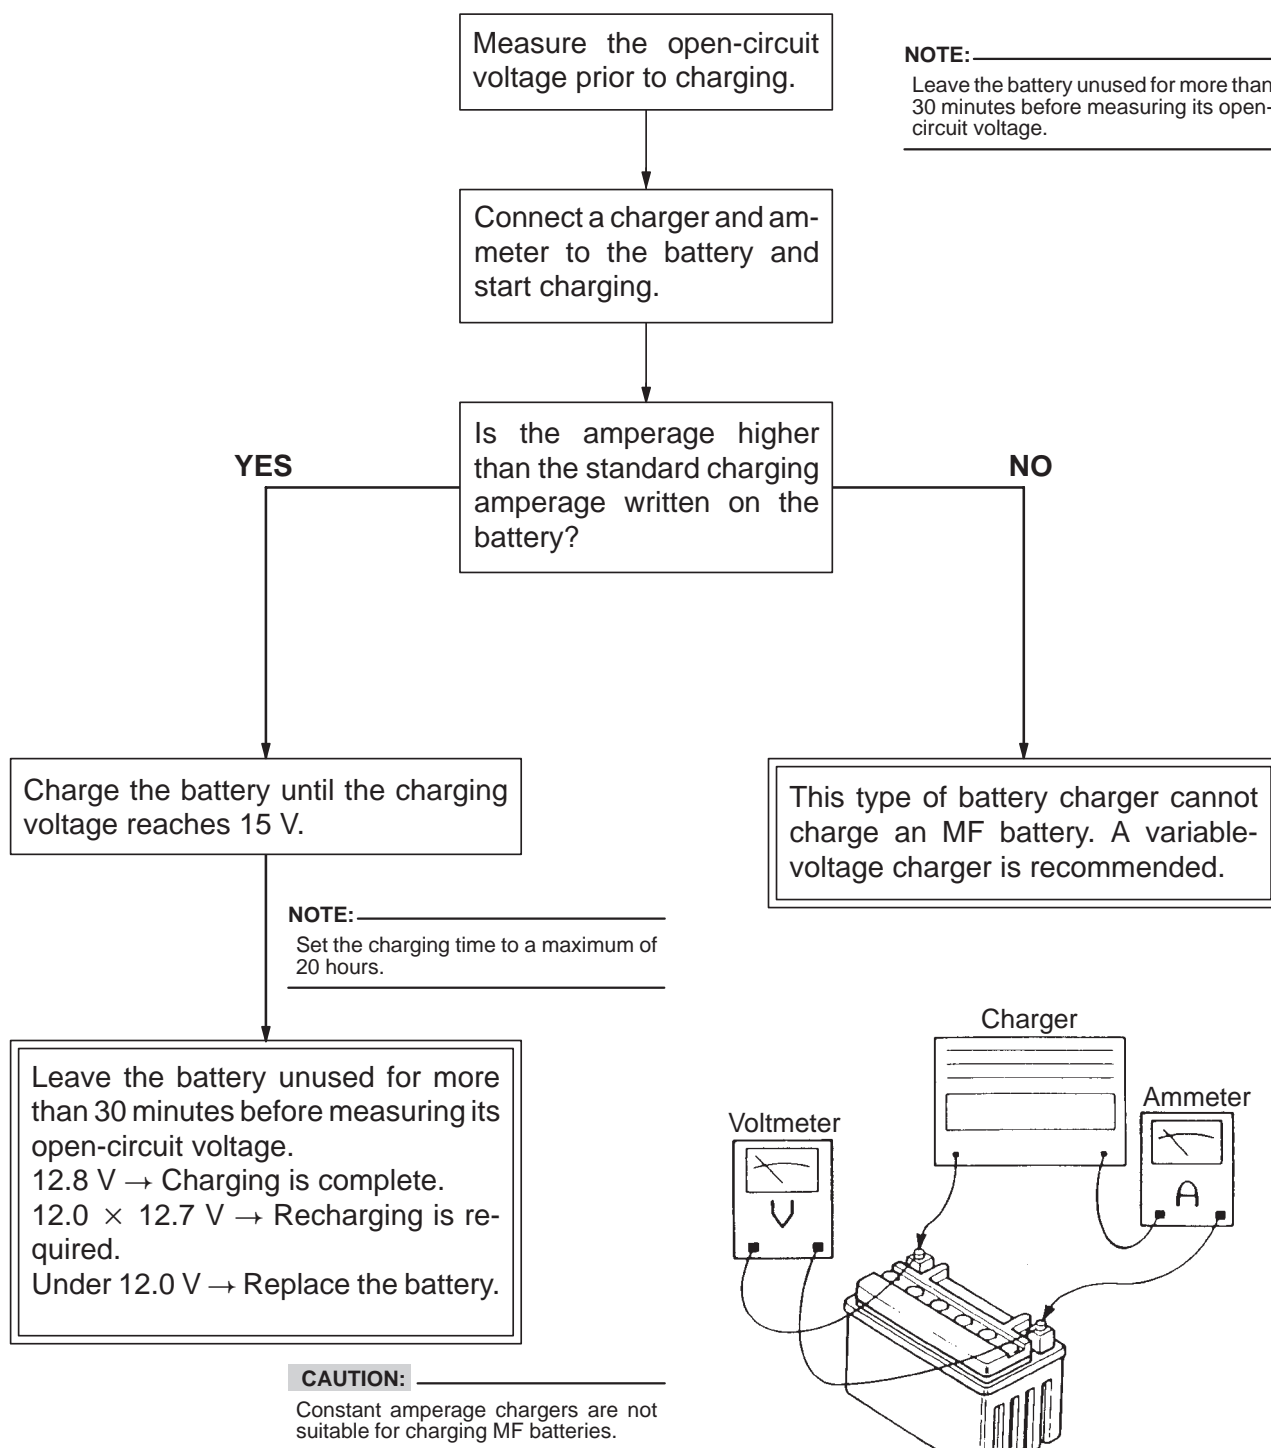 Measure the open-circuit
voltage prior to charging.
NOTE:
Leave the battery unused for more than
30 minutes before measuring its open-
circuit voltage.
Connect a charger and am-
meter to the battery and
start charging.
Is the amperage higher
than the standard charging
amperage written on the
battery?
YES
NO
Charge the battery until the charging
voltage reaches 15 V.
This type of battery charger cannot
charge an MF battery. A variable-
voltage charger is recommended.
NOTE:
Set the charging time to a maximum of
20 hours.
Leave the battery unused for more
than 30 minutes before measuring its
open-circuit voltage.
12.8 V → Charging is complete.
12.0 × 12.7 V → Recharging is re-
quired.
Under 12.0 V → Replace the battery.
Charger
Ammeter
Voltmeter
V
A
CAUTION:
Constant amperage chargers are not
suitable for charging MF batteries.